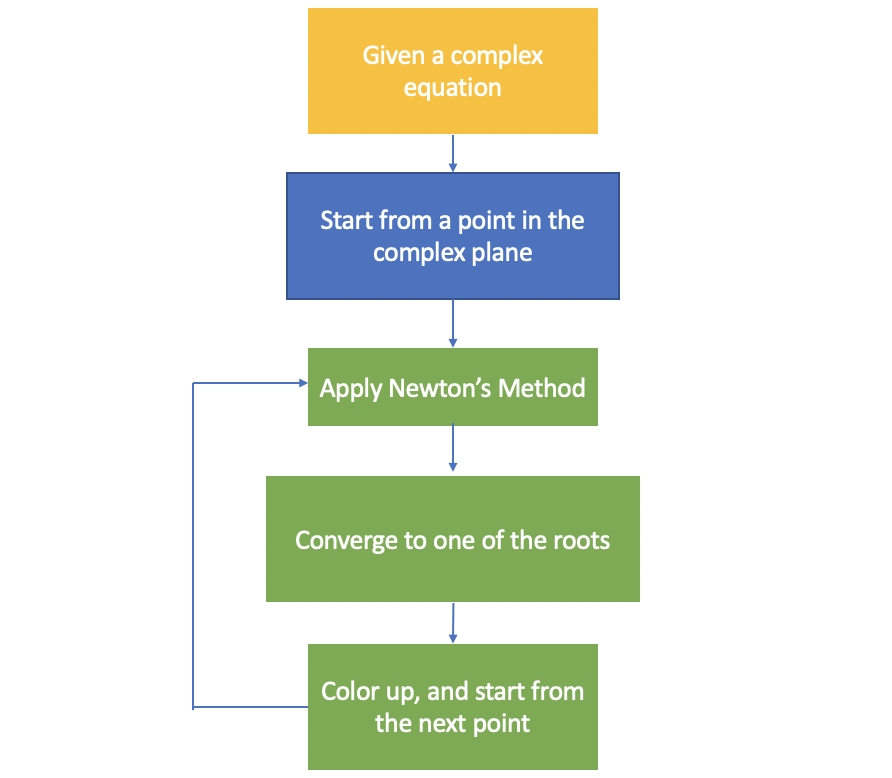 Given a complex
equation
Start from a point in the
complex plane
Apply Newton’s Method
Converge to one of the roots
Color up, and start from
the next point